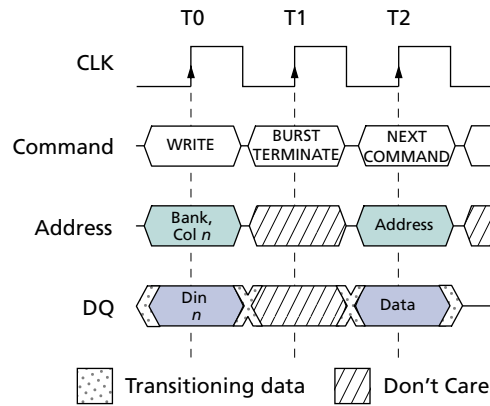 T0 T1 T2
CLK
Command WRITE BURST TERMINATE NEXT COMMAND
Address Bank, Col n Address
DQ Din n Data
Transitioning data Don't Care